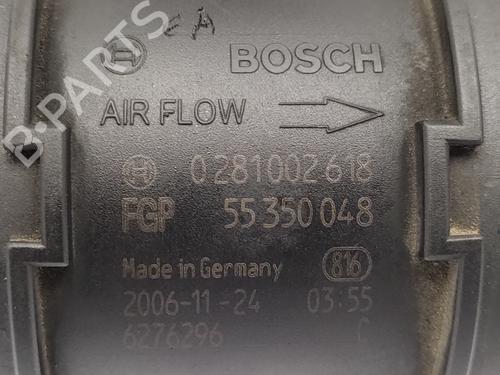 B-PARTS
CA
BOSCH
AIR FLOW
0 281 002 618
FGP 55 350 048
Made in Germany 816
2006-11-24 03:55
6276296 C